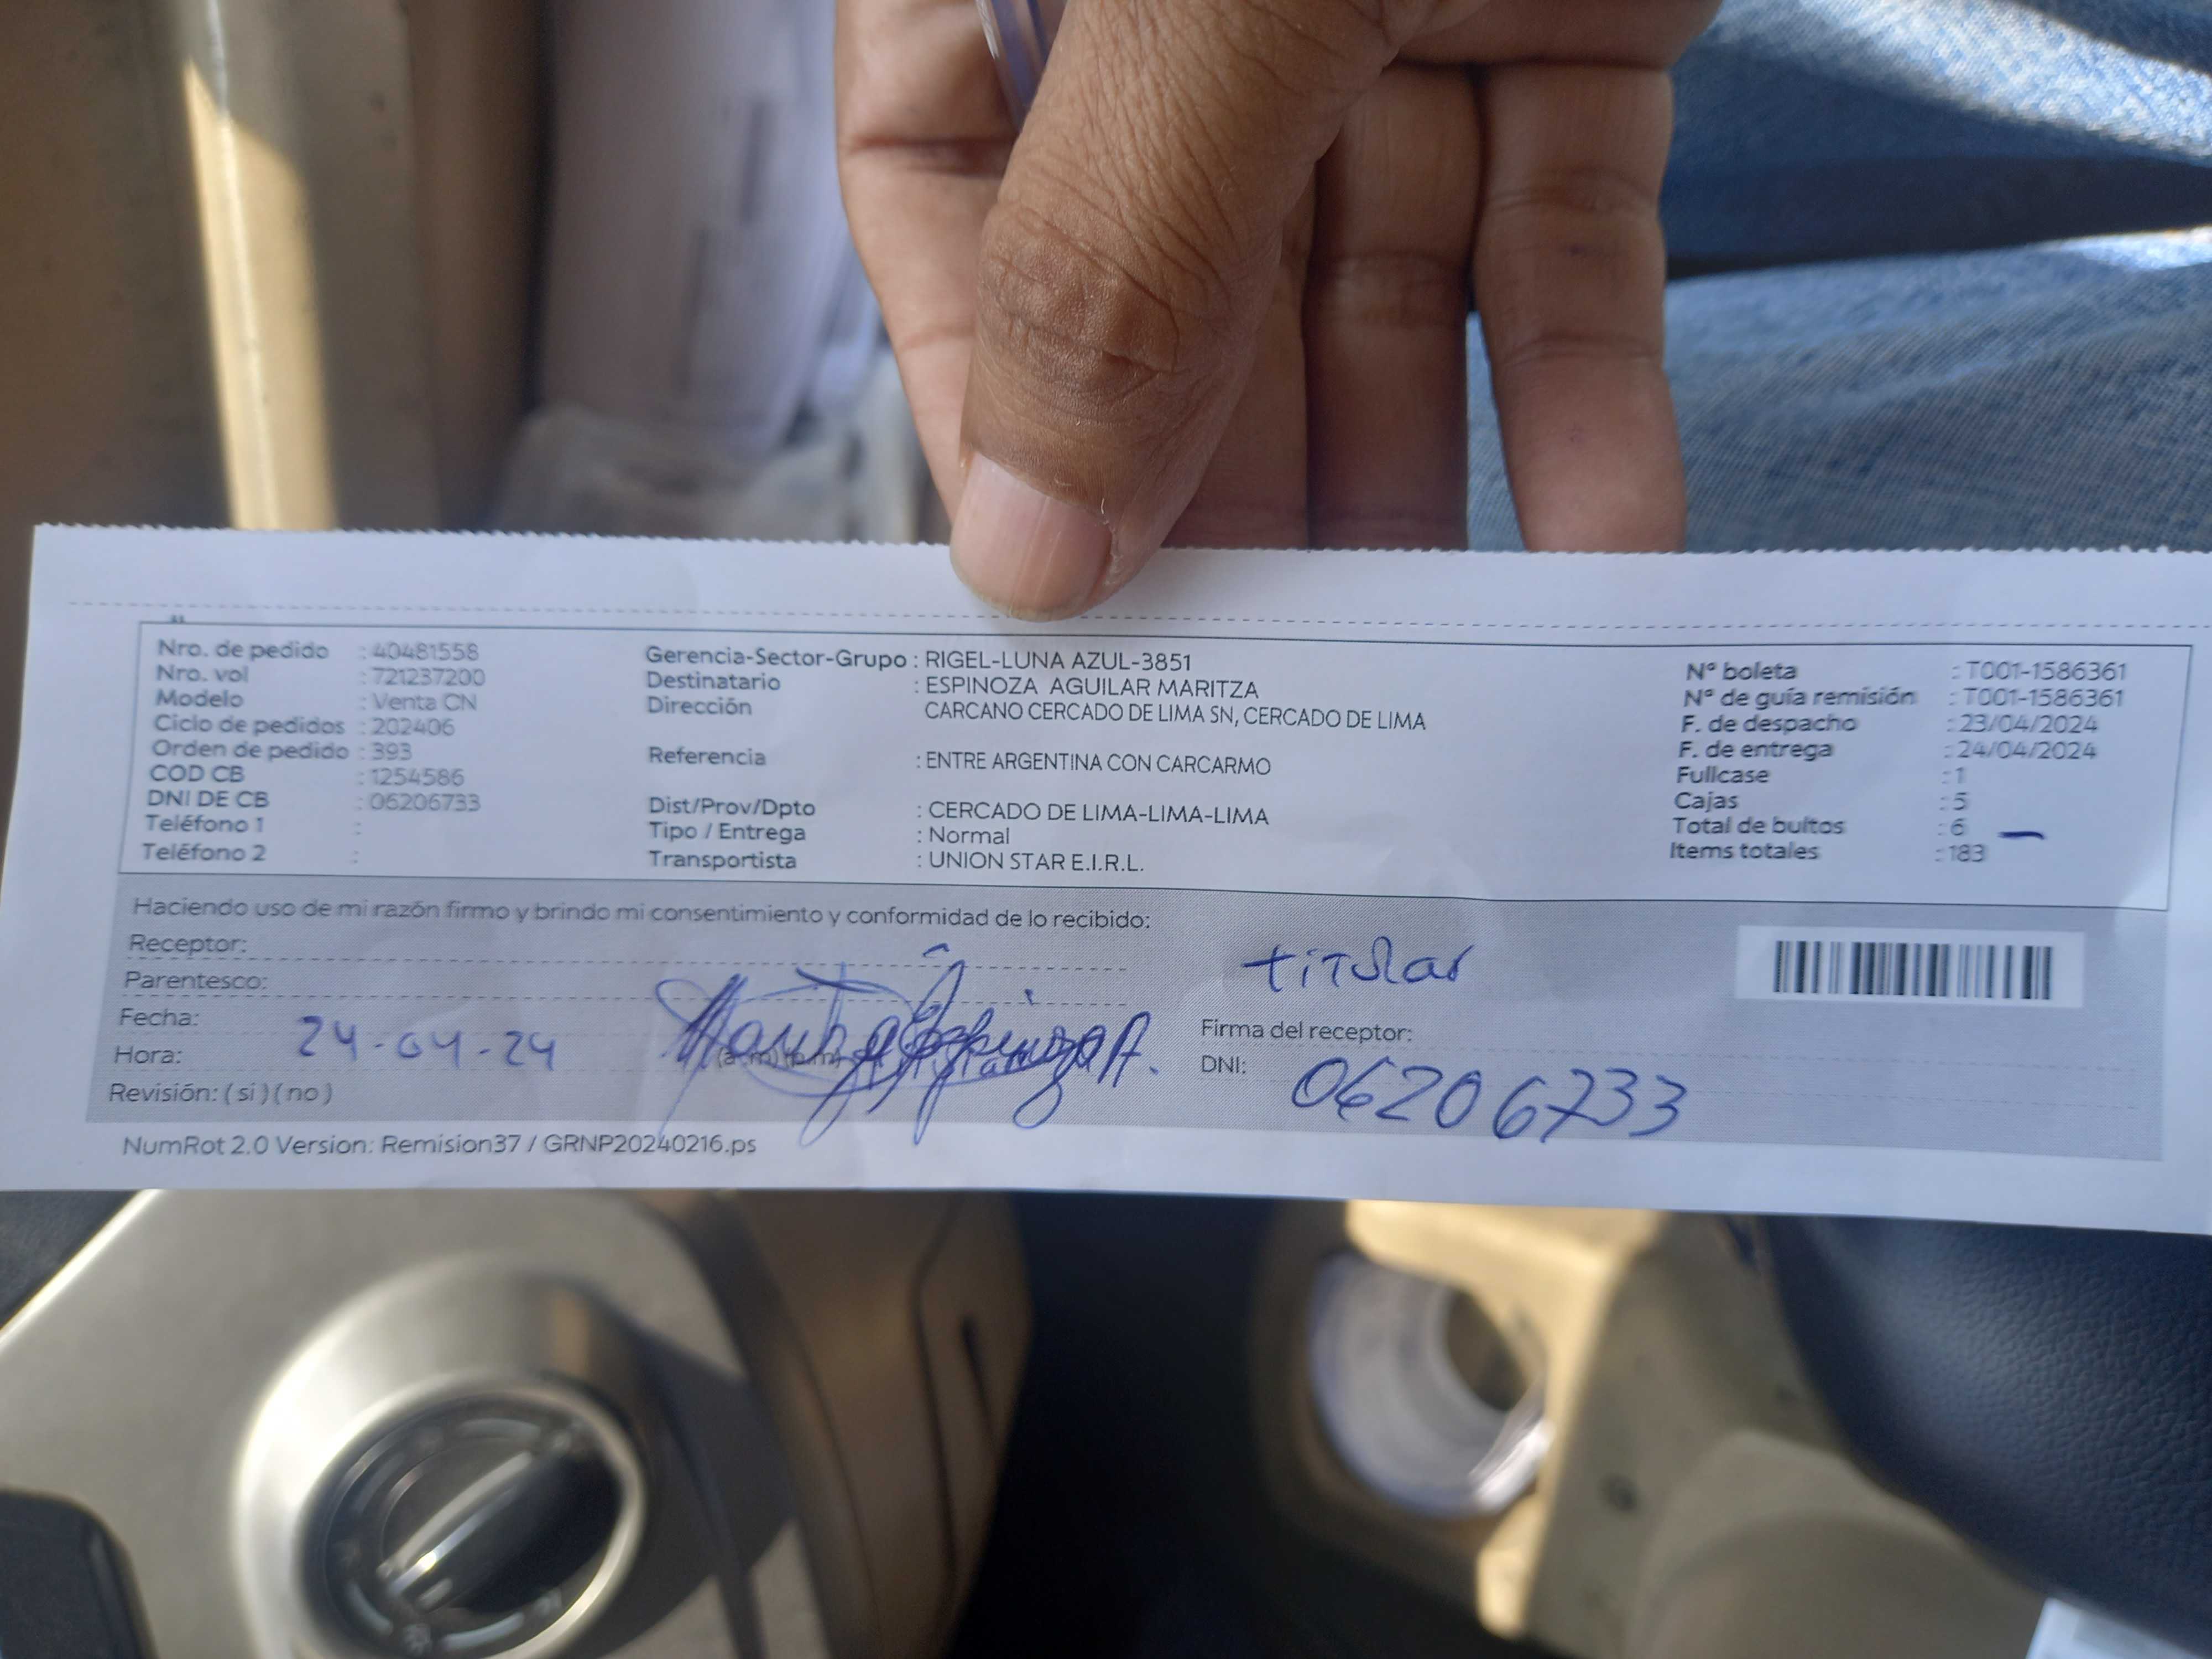 Nro. de pedido : 40481558
Nro. vol : 721237200
Modelo : Venta CN
Ciclo de pedidos : 202406
Orden de pedido : 393
COD CB : 1254586
DNI DE CB : 06206733
Teléfono 1 :
Teléfono 2 :
Gerencia-Sector-Grupo : RIGEL-LUNA AZUL-3851
Destinatario : ESPINOZA AGUILAR MARITZA
Dirección CARCANO CERCADO DE LIMA SN, CERCADO DE LIMA
Referencia : ENTRE ARGENTINA CON CARCARMO
Dist/Prov/Dpto : CERCADO DE LIMA-LIMA-LIMA
Tipo / Entrega : Normal
Transportista : UNION STAR E.I.R.L.
Nº boleta : T001-1586361
Nº de guía remisión : T001-1586361
F. de despacho : 23/04/2024
F. de entrega : 24/04/2024
Fullcase : 1
Cajas : 5
Total de bultos : 6
Items totales : 183
Haciendo uso de mi razón firmo y brindo mi consentimiento y conformidad de lo recibido:
Receptor:
Parentesco:
Fecha: 24-04-24
Hora: (a.m)(p.m)
Revisión: (si)(no)
titular
Firma del receptor:
DNI: 06206733
NumRot 2.0 Version: Remision37 / GRNP20240216.ps